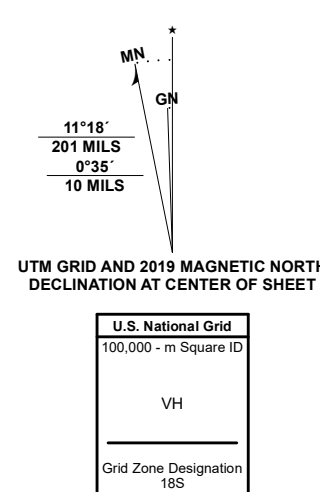 MN
GN
11°18´
201 MILS
0°35´
10 MILS
UTM GRID AND 2019 MAGNETIC NORTH
DECLINATION AT CENTER OF SHEET
U.S. National Grid
100,000 - m Square ID
VH
Grid Zone Designation
18S